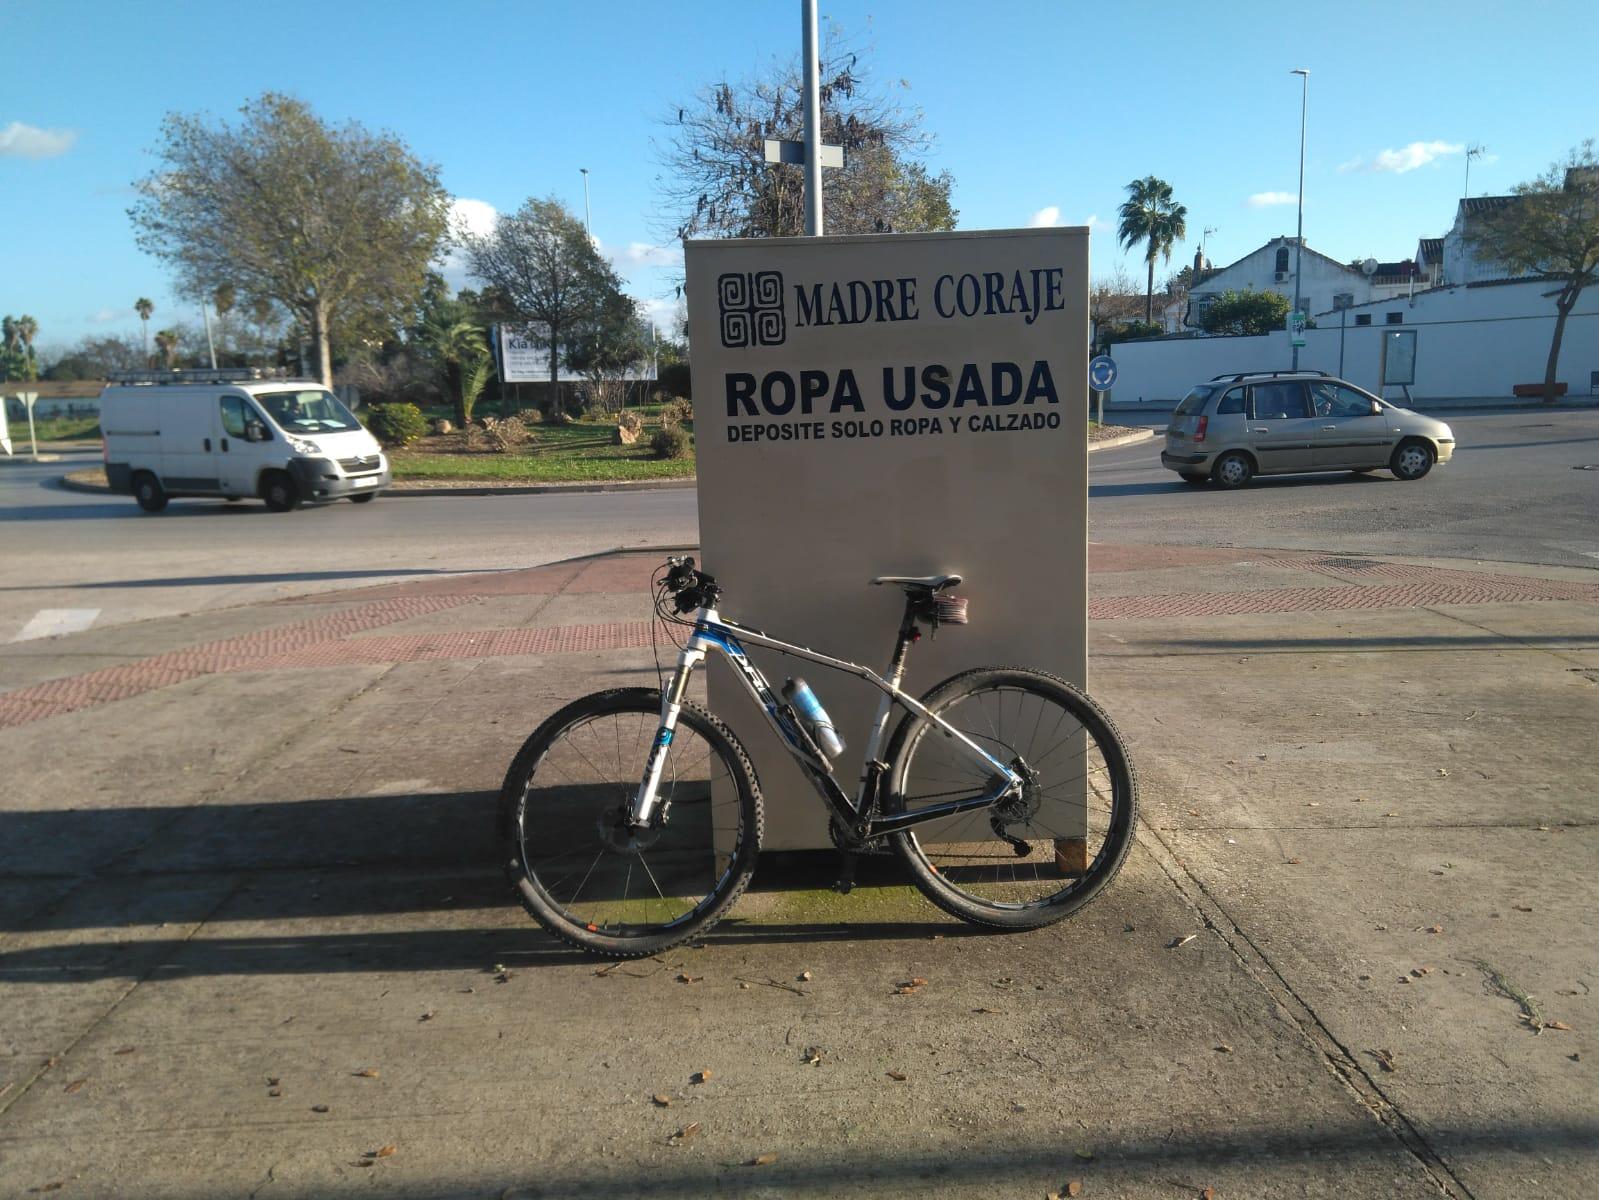 MADRE CORAJE
ROPA USADA
DEPOSITE SOLO ROPA Y CALZADO
Kia